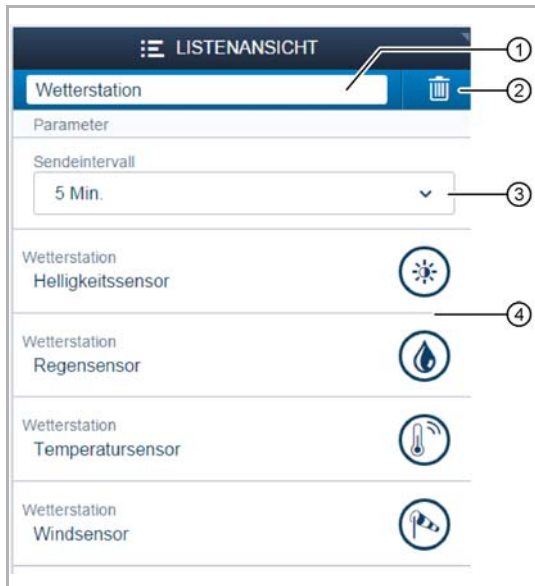 LISTENANSICHT
1
Wetterstation
2
Parameter
Sendeintervall
5 Min.
3
Wetterstation
Helligkeitssensor
4
Wetterstation
Regensensor
Wetterstation
Temperatursensor
Wetterstation
Windsensor